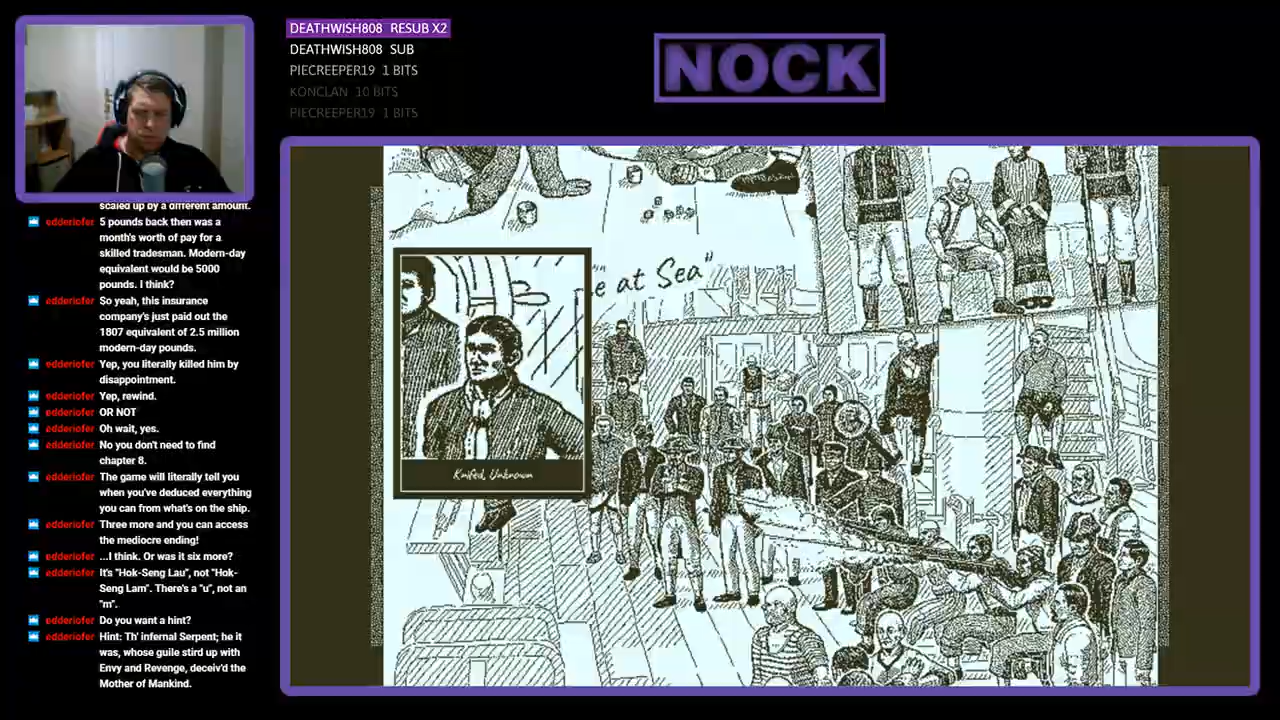 DEATHWISH808 RESUB X2
DEATHWISH808 SUB
PIECREEPER19 1 BITS
KONCLAN 10 BITS
PIECREEPER19 1 BITS
NOCK
scaled up by a different amount.
edderiofer 5 pounds back then was a
month's worth of pay for a
skilled tradesman. Modern-day
equivalent would be 5000
pounds. I think?
edderiofer So yeah, this insurance
company's just paid out the
1807 equivalent of 2.5 million
modern-day pounds.
edderiofer Yep, you literally killed him by
disappointment.
edderiofer Yep, rewind.
edderiofer OR NOT
edderiofer Oh wait, yes.
edderiofer No you don't need to find
chapter 8.
edderiofer The game will literally tell you
when you've deduced everything
you can from what's on the ship.
edderiofer Three more and you can access
the mediocre ending!
edderiofer ...I think. Or was it six more?
edderiofer It's "Hok-Seng Lau", not "Hok-
Seng Lam". There's a "u", not an
"m".
edderiofer Do you want a hint?
edderiofer Hint: Th' infernal Serpent; he it
was, whose guile stird up with
Envy and Revenge, deceiv'd the
Mother of Mankind.
e at Sea"
Knifed, Unknown